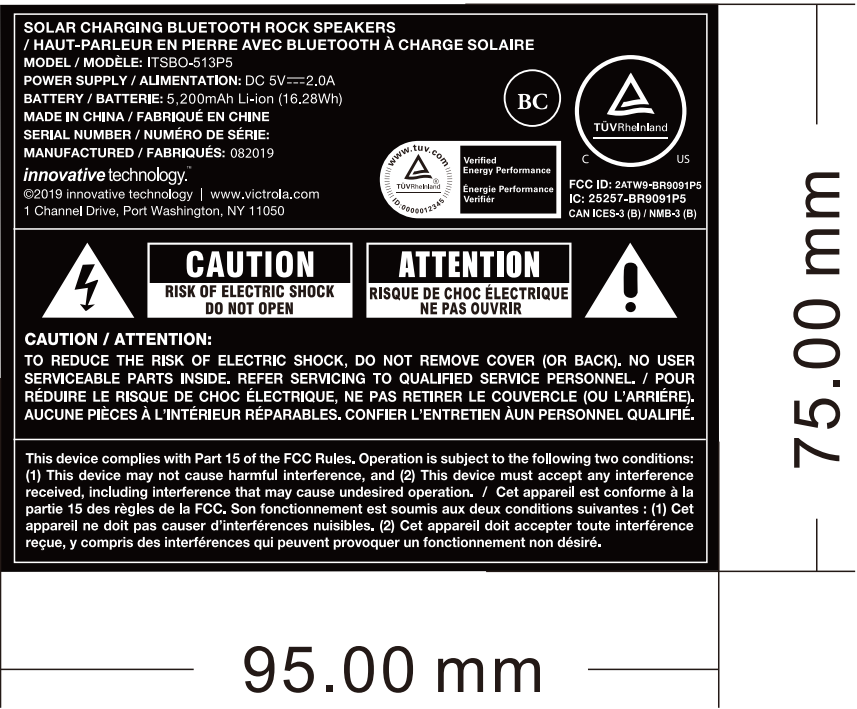 SOLAR CHARGING BLUETOOTH ROCK SPEAKERS
/ HAUT-PARLEUR EN PIERRE AVEC BLUETOOTH À CHARGE SOLAIRE
MODEL / MODÈLE: ITSBO-513P5
POWER SUPPLY / ALIMENTATION: DC 5V⎓2.0A
BATTERY / BATTERIE: 5,200mAh Li-ion (16.28Wh)
MADE IN CHINA / FABRIQUÉ EN CHINE
SERIAL NUMBER / NUMÉRO DE SÉRIE:
MANUFACTURED / FABRIQUÉS: 082019
innovative technology.™
©2019 innovative technology | www.victrola.com
1 Channel Drive, Port Washington, NY 11050
www.tuv.com
TÜVRheinland®
ID:0000012345
Verified
Energy Performance
Énergie Performance
Verifiér
BC
TÜVRheinland
C US
FCC ID: 2ATW9-BR9091P5
IC: 25257-BR9091P5
CAN ICES-3 (B) / NMB-3 (B)
CAUTION
RISK OF ELECTRIC SHOCK
DO NOT OPEN
ATTENTION
RISQUE DE CHOC ÉLECTRIQUE
NE PAS OUVRIR
CAUTION / ATTENTION:
TO REDUCE THE RISK OF ELECTRIC SHOCK, DO NOT REMOVE COVER (OR BACK). NO USER
SERVICEABLE PARTS INSIDE. REFER SERVICING TO QUALIFIED SERVICE PERSONNEL. / POUR
RÉDUIRE LE RISQUE DE CHOC ÉLECTRIQUE, NE PAS RETIRER LE COUVERCLE (OU L'ARRIÉRE).
AUCUNE PIÈCES À L'INTÉRIEUR RÉPARABLES. CONFIER L'ENTRETIEN ÀUN PERSONNEL QUALIFIÉ.
This device complies with Part 15 of the FCC Rules. Operation is subject to the following two conditions:
(1) This device may not cause harmful interference, and (2) This device must accept any interference
received, including interference that may cause undesired operation. / Cet appareil est conforme à la
partie 15 des règles de la FCC. Son fonctionnement est soumis aux deux conditions suivantes : (1) Cet
appareil ne doit pas causer d'interférences nuisibles. (2) Cet appareil doit accepter toute interférence
reçue, y compris des interférences qui peuvent provoquer un fonctionnement non désiré.
75.00 mm
95.00 mm